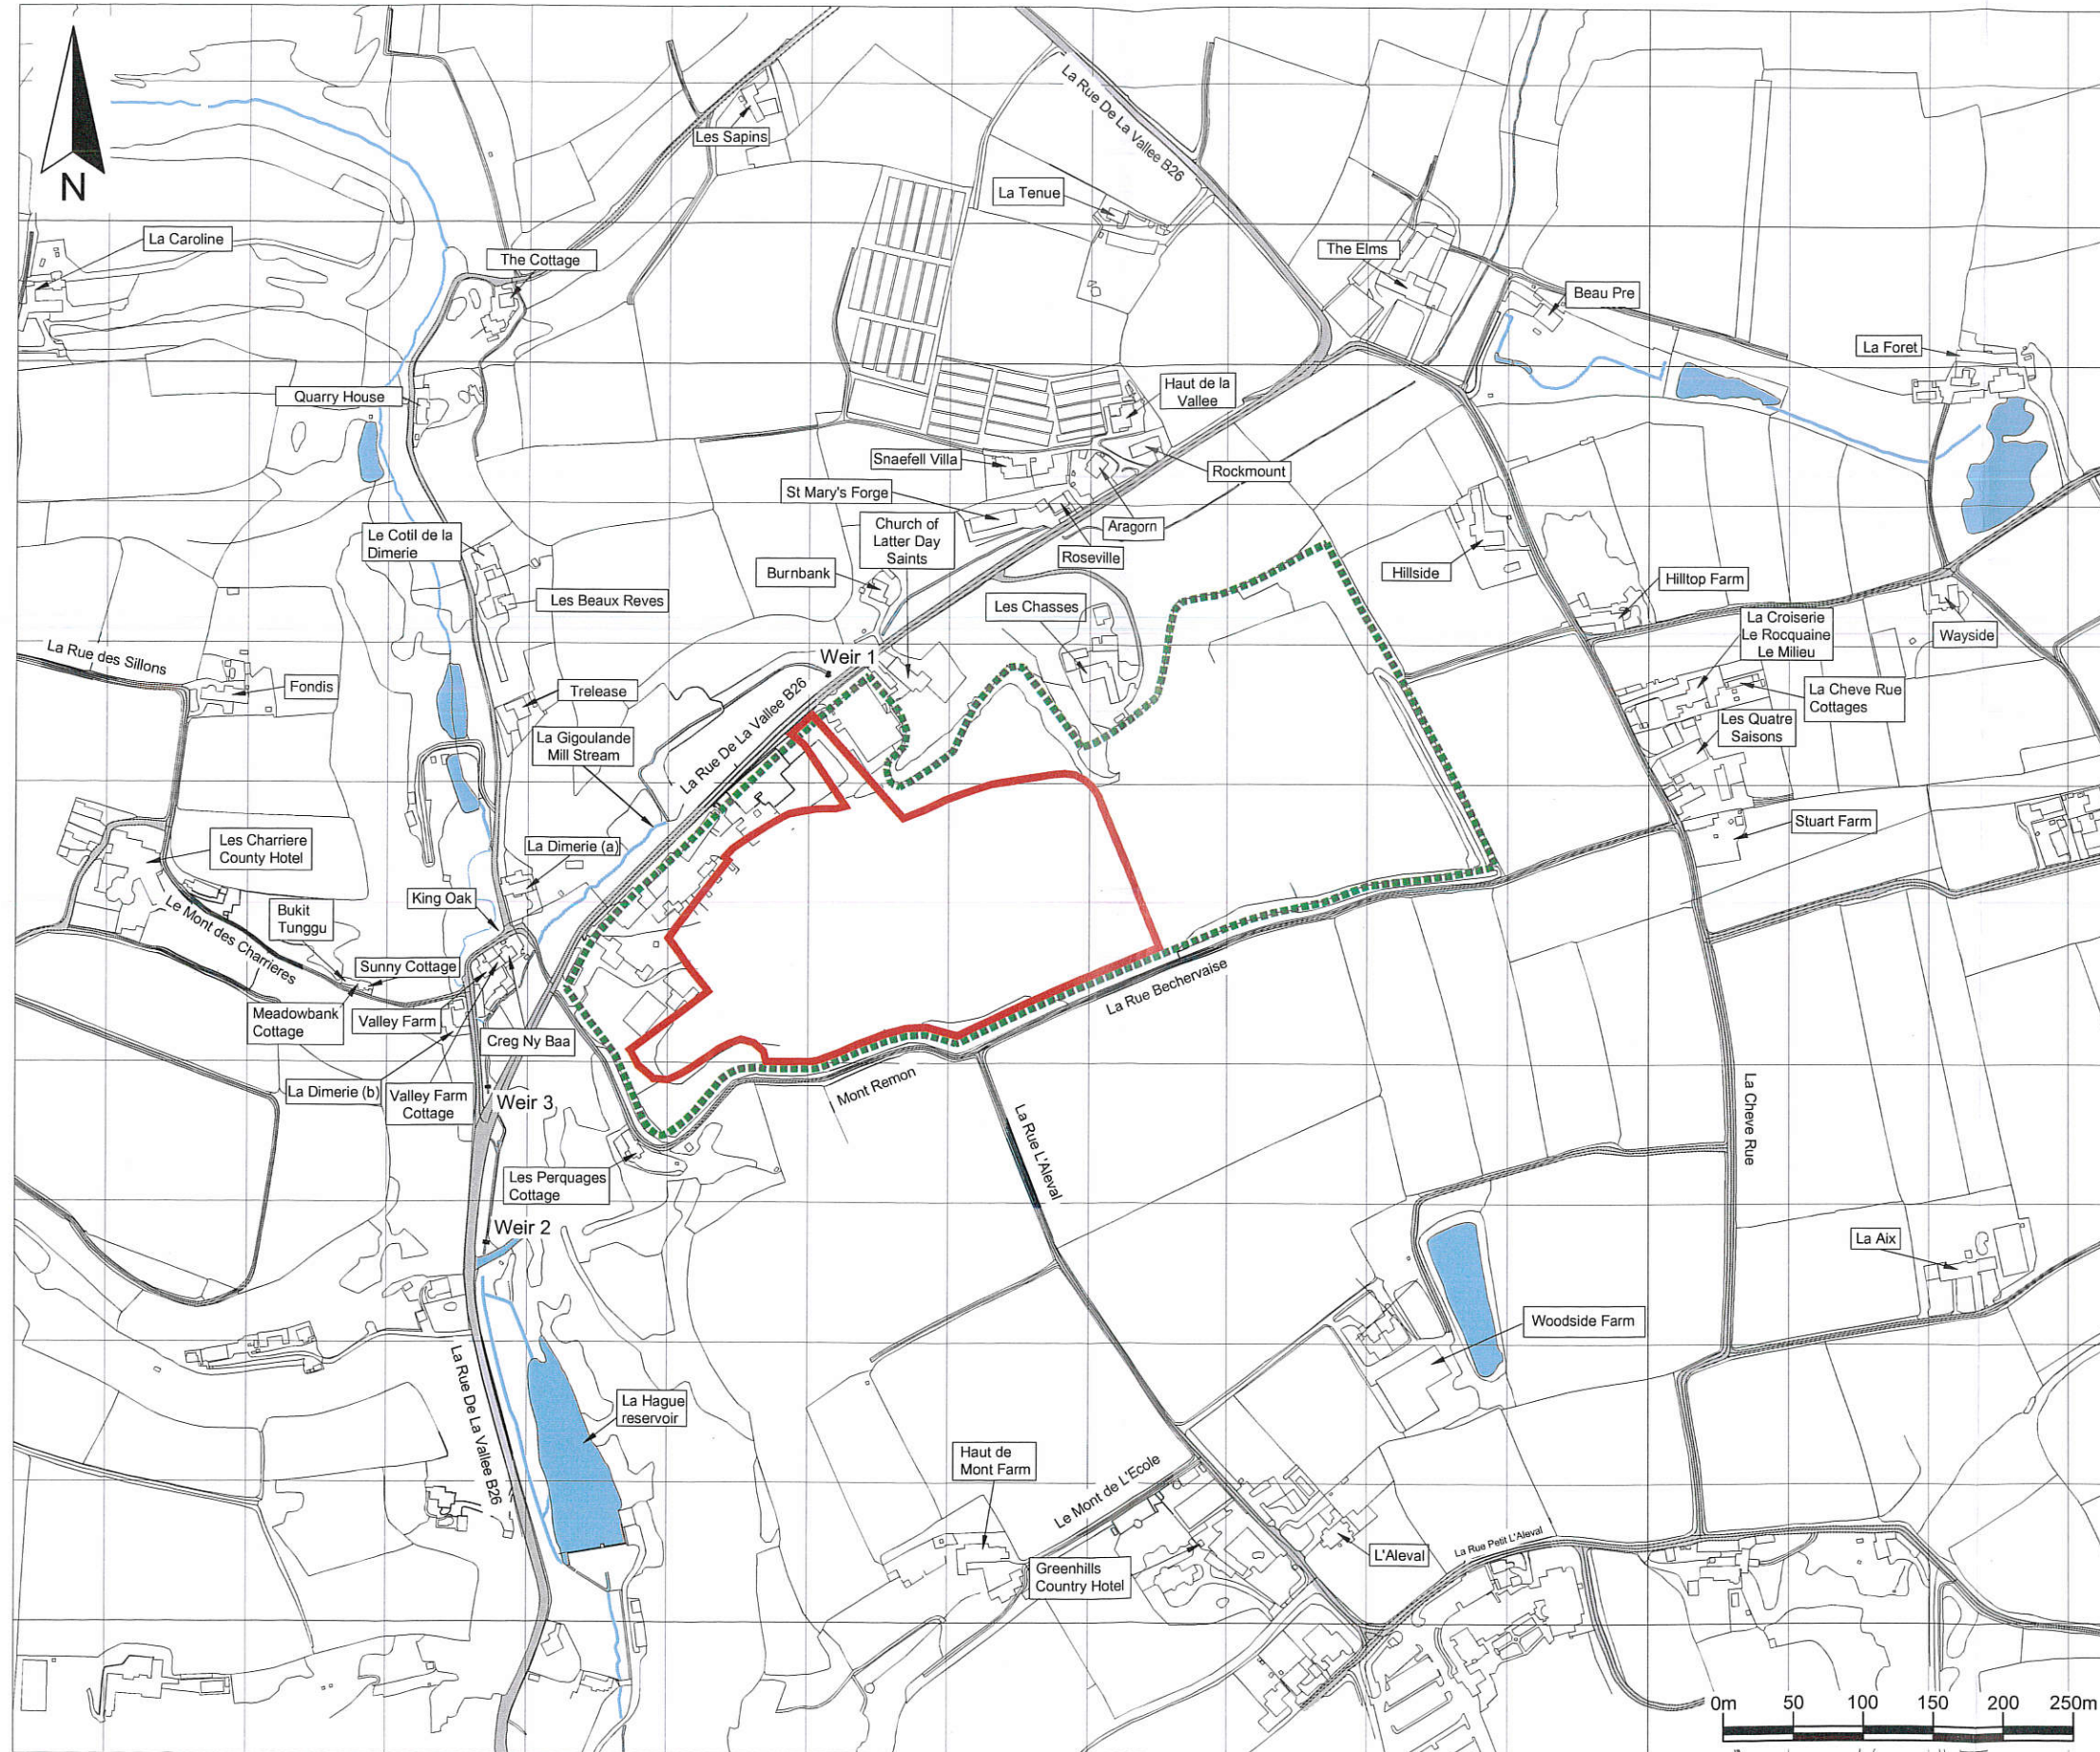 N
Les Sapins
La Rue De La Vallee B26
La Tenue
La Caroline
The Cottage
The Elms
Beau Pre
La Foret
Quarry House
Haut de la
Vallee
Snaefell Villa
Rockmount
St Mary's Forge
Church of
Latter Day
Saints
Aragorn
Roseville
Le Cotil de la
Dimerie
Burnbank
Hillside
Hilltop Farm
Les Beaux Reves
Les Chasses
La Croiserie
Le Rocquaine
Le Milieu
Wayside
La Rue des Sillons
Weir 1
Fondis
Trelease
La Cheve Rue
Cottages
La Gigoulande
Mill Stream
La Rue De La Vallee B26
Les Quatre
Saisons
Les Charriere
County Hotel
La Dimerie (a)
Stuart Farm
King Oak
Le Mont des Charrieres
Bukit
Tunggu
Sunny Cottage
La Rue Bechervaise
Meadowbank
Cottage
Valley Farm
Creg Ny Baa
Mont Remon
La Dimerie (b)
Valley Farm
Cottage
Weir 3
La Rue L'Aleval
La Cheve Rue
Les Perquages
Cottage
Weir 2
La Aix
Woodside Farm
La Rue De La Vallee B26
La Hague
reservoir
Haut de
Mont Farm
Le Mont de L'Ecole
L'Aleval
La Rue Petit L'Aleval
Greenhills
Country Hotel
0m 50 100 150 200 250m